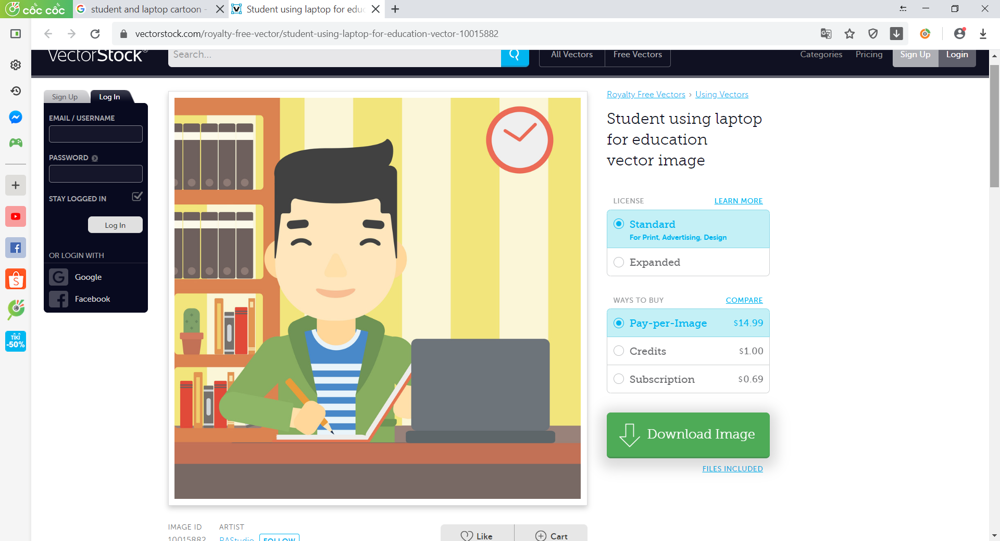 cốc cốc
student and laptop cartoon -
Student using laptop for educ
vectorstock.com/royalty-free-vector/student-using-laptop-for-education-vector-10015882
VectorStock®
Search...
All Vectors
Free Vectors
Categories
Pricing
Sign Up
Login
Sign Up
Log In
EMAIL / USERNAME
PASSWORD
STAY LOGGED IN
Log In
OR LOGIN WITH
Google
Facebook
TIKI
-50%
Royalty Free Vectors › Using Vectors
Student using laptop
for education
vector image
LICENSE
LEARN MORE
Standard
For Print, Advertising, Design
Expanded
WAYS TO BUY
COMPARE
Pay-per-Image $14.99
Credits $1.00
Subscription $0.69
Download Image
FILES INCLUDED
IMAGE ID
ARTIST
10015882
RAStudio
FOLLOW
Like
Cart